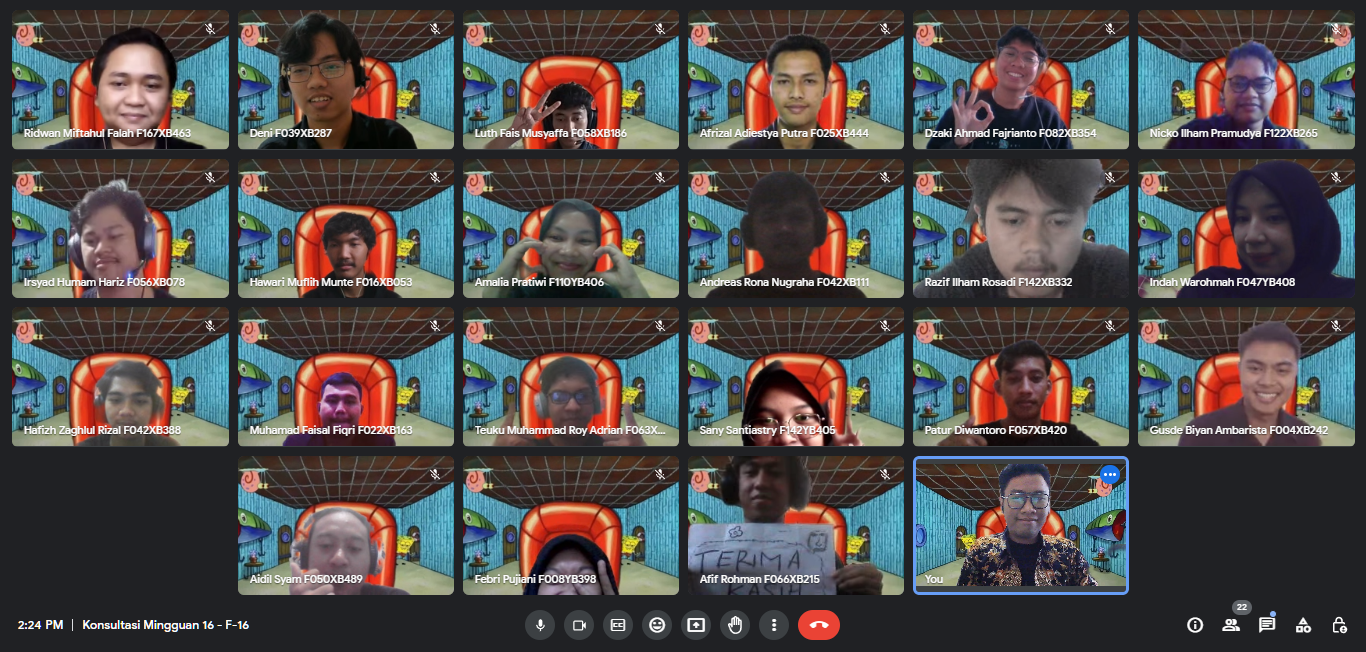 Ridwan Miftahul Falah F167XB463
Deni F039XB287
Luth Fais Musyaffa F058XB186
Afrizal Adiestya Putra F025XB444
Dzaki Ahmad Fajrianto F082XB354
Nicko Ilham Pramudya F122XB265
Irsyad Humam Hariz F056XB078
Hawari Muflih Munte F016XB053
Amalia Pratiwi F110YB406
Andreas Rona Nugraha F042XB111
Razif Ilham Rosadi F142XB332
Indah Warohmah F047YB408
Hafizh Zaghlul Rizal F042XB388
Muhamad Faisal Fiqri F022XB163
Teuku Muhammad Roy Adrian F063X...
Sany Santiastry F142YB405
Patur Diwantoro F057XB420
Gusde Biyan Ambarista F004XB242
Aidil Syam F050XB489
Febri Pujiani F008YB398
TERIMA
KASIH
Afif Rohman F066XB215
You
2:24 PM | Konsultasi Mingguan 16 - F-16
22